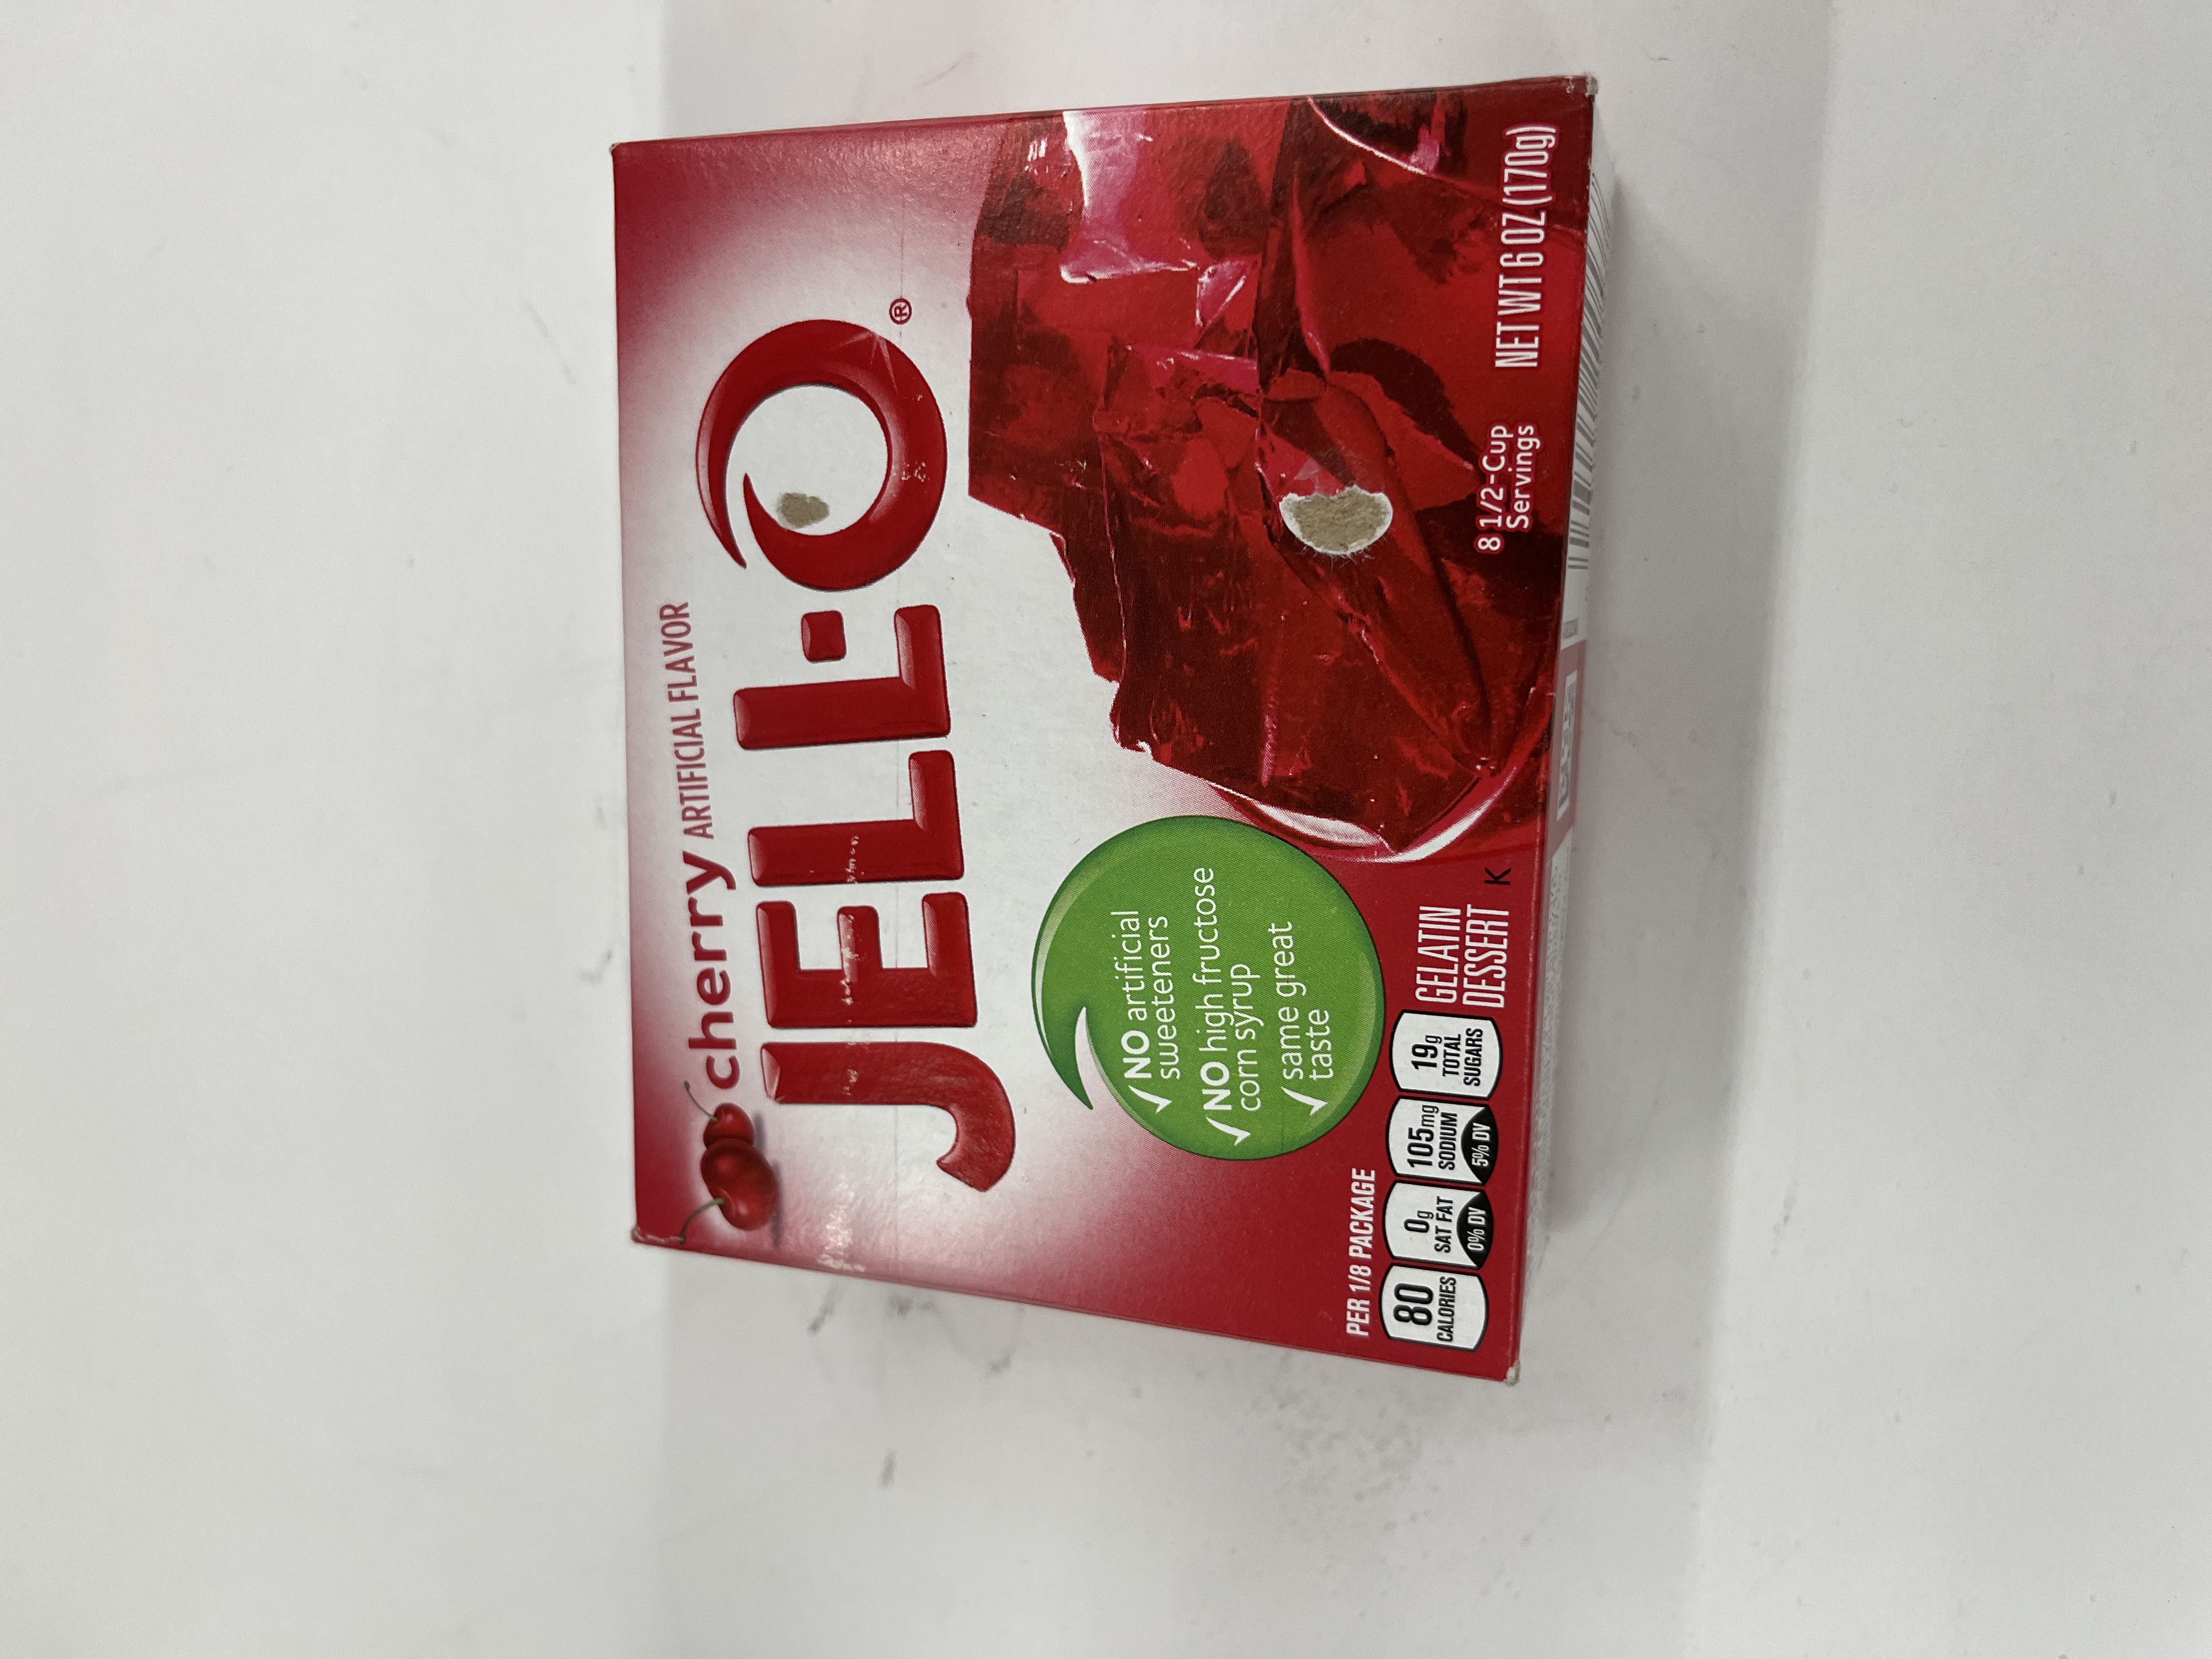 cherry ARTIFICIAL FLAVOR
JELL-O®
✓ NO artificial
sweeteners
✓ NO high fructose
corn syrup
✓ same great
taste
PER 1/8 PACKAGE
80
CALORIES
0g
SAT FAT
0% DV
105mg
SODIUM
5% DV
19g
TOTAL
SUGARS
GELATIN
DESSERT K
8 1/2-Cup
Servings
NET WT 6 OZ (170g)